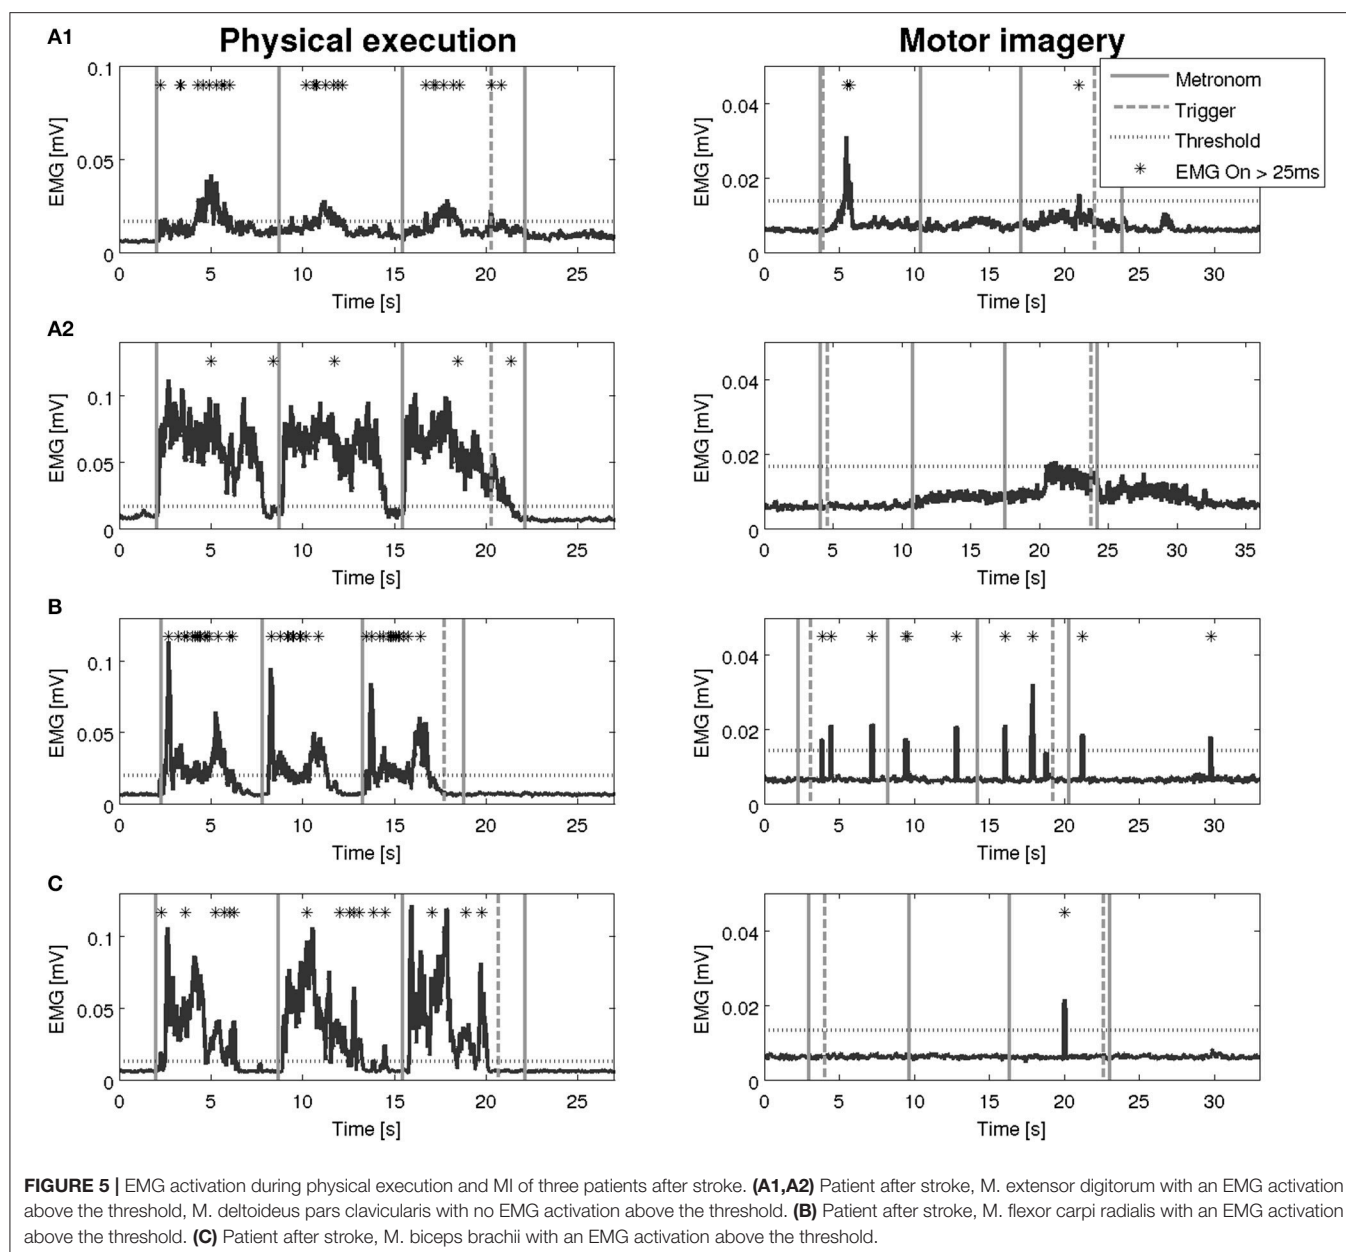 A1
Physical execution
Motor imagery
0.1
0.05
0
EMG [mV]
0 5 10 15 20 25
Time [s]
0.04
0.02
0
EMG [mV]
0 5 10 15 20 25 30
Time [s]
Metronom
Trigger
Threshold
EMG On > 25ms
A2
0.1
0.05
0
EMG [mV]
0 5 10 15 20 25
Time [s]
0.04
0.02
0
EMG [mV]
0 5 10 15 20 25 30 35
Time [s]
B
0.1
0.05
0
EMG [mV]
0 5 10 15 20 25
Time [s]
0.04
0.02
0
EMG [mV]
0 5 10 15 20 25 30
Time [s]
C
0.1
0.05
0
EMG [mV]
0 5 10 15 20 25
Time [s]
0.04
0.02
0
EMG [mV]
0 5 10 15 20 25 30
Time [s]
FIGURE 5 | EMG activation during physical execution and MI of three patients after stroke. (A1,A2) Patient after stroke, M. extensor digitorum with an EMG activation
above the threshold, M. deltoideus pars clavicularis with no EMG activation above the threshold. (B) Patient after stroke, M. flexor carpi radialis with an EMG activation
above the threshold. (C) Patient after stroke, M. biceps brachii with an EMG activation above the threshold.